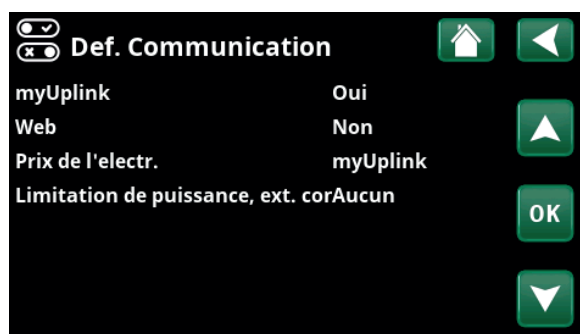 Def. Communication
myUplink Oui
Web Non
Prix de l'electr. myUplink
Limitation de puissance, ext. corAucun
OK